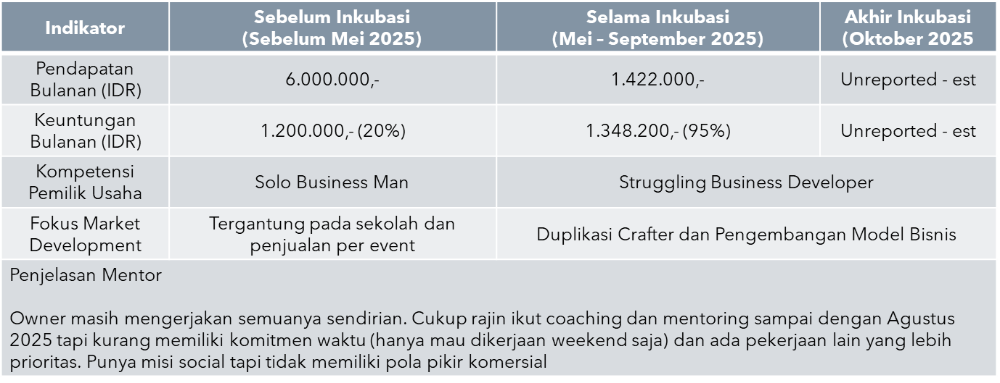 Indikator
Sebelum Inkubasi
(Sebelum Mei 2025)
Selama Inkubasi
(Mei – September 2025)
Akhir Inkubasi
(Oktober 2025
Pendapatan
Bulanan (IDR)
6.000.000,-
1.422.000,-
Unreported - est
Keuntungan
Bulanan (IDR)
1.200.000,- (20%)
1.348.200,- (95%)
Unreported - est
Kompetensi
Pemilik Usaha
Solo Business Man
Struggling Business Developer
Fokus Market
Development
Tergantung pada sekolah dan
penjualan per event
Duplikasi Crafter dan Pengembangan Model Bisnis
Penjelasan Mentor
Owner masih mengerjakan semuanya sendirian. Cukup rajin ikut coaching dan mentoring sampai dengan Agustus
2025 tapi kurang memiliki komitmen waktu (hanya mau dikerjaan weekend saja) dan ada pekerjaan lain yang lebih
prioritas. Punya misi social tapi tidak memiliki pola pikir komersial